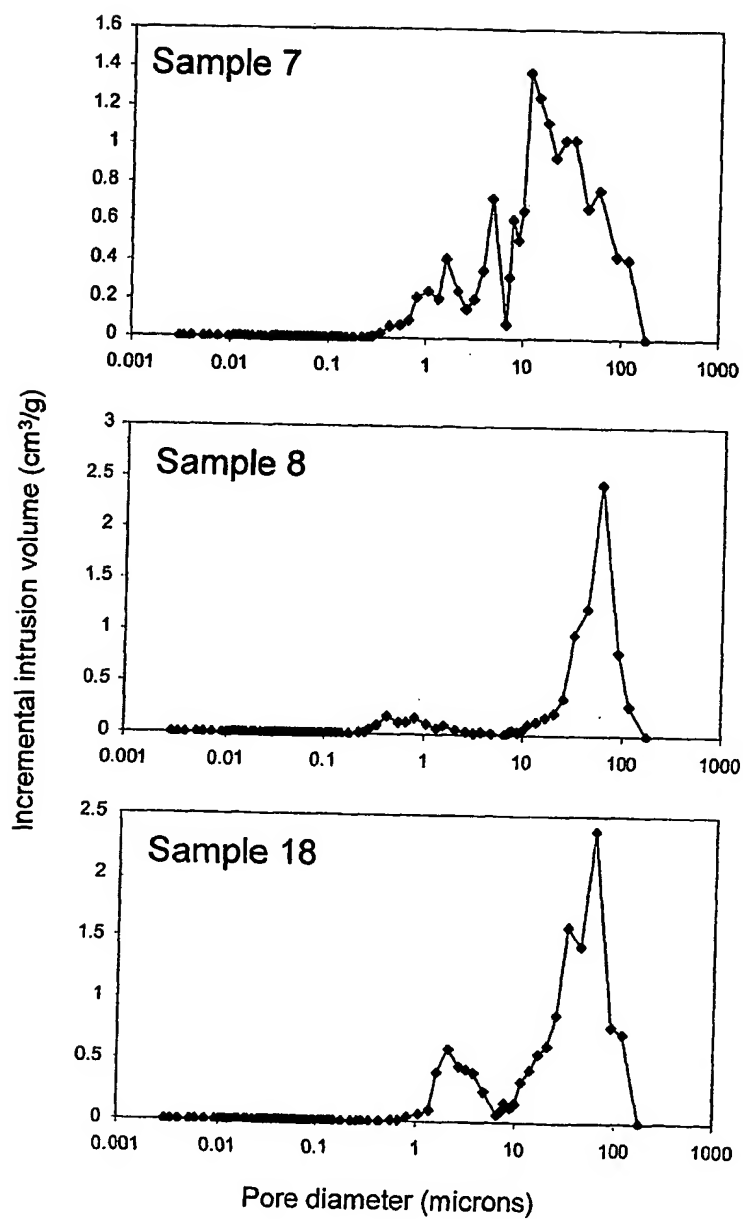 Incremental intrusion volume (cm³/g)
Sample 7
1.6
1.4
1.2
1
0.8
0.6
0.4
0.2
0
0.001 0.01 0.1 1 10 100 1000
Sample 8
3
2.5
2
1.5
1
0.5
0
0.001 0.01 0.1 1 10 100 1000
Sample 18
2.5
2
1.5
1
0.5
0
0.001 0.01 0.1 1 10 100 1000
Pore diameter (microns)